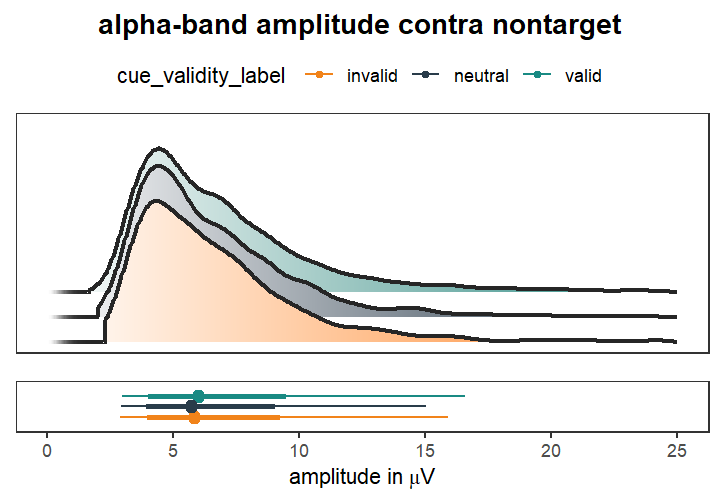 alpha-band amplitude contra nontarget
cue_validity_label invalid neutral valid
0 5 10 15 20 25
amplitude in μV